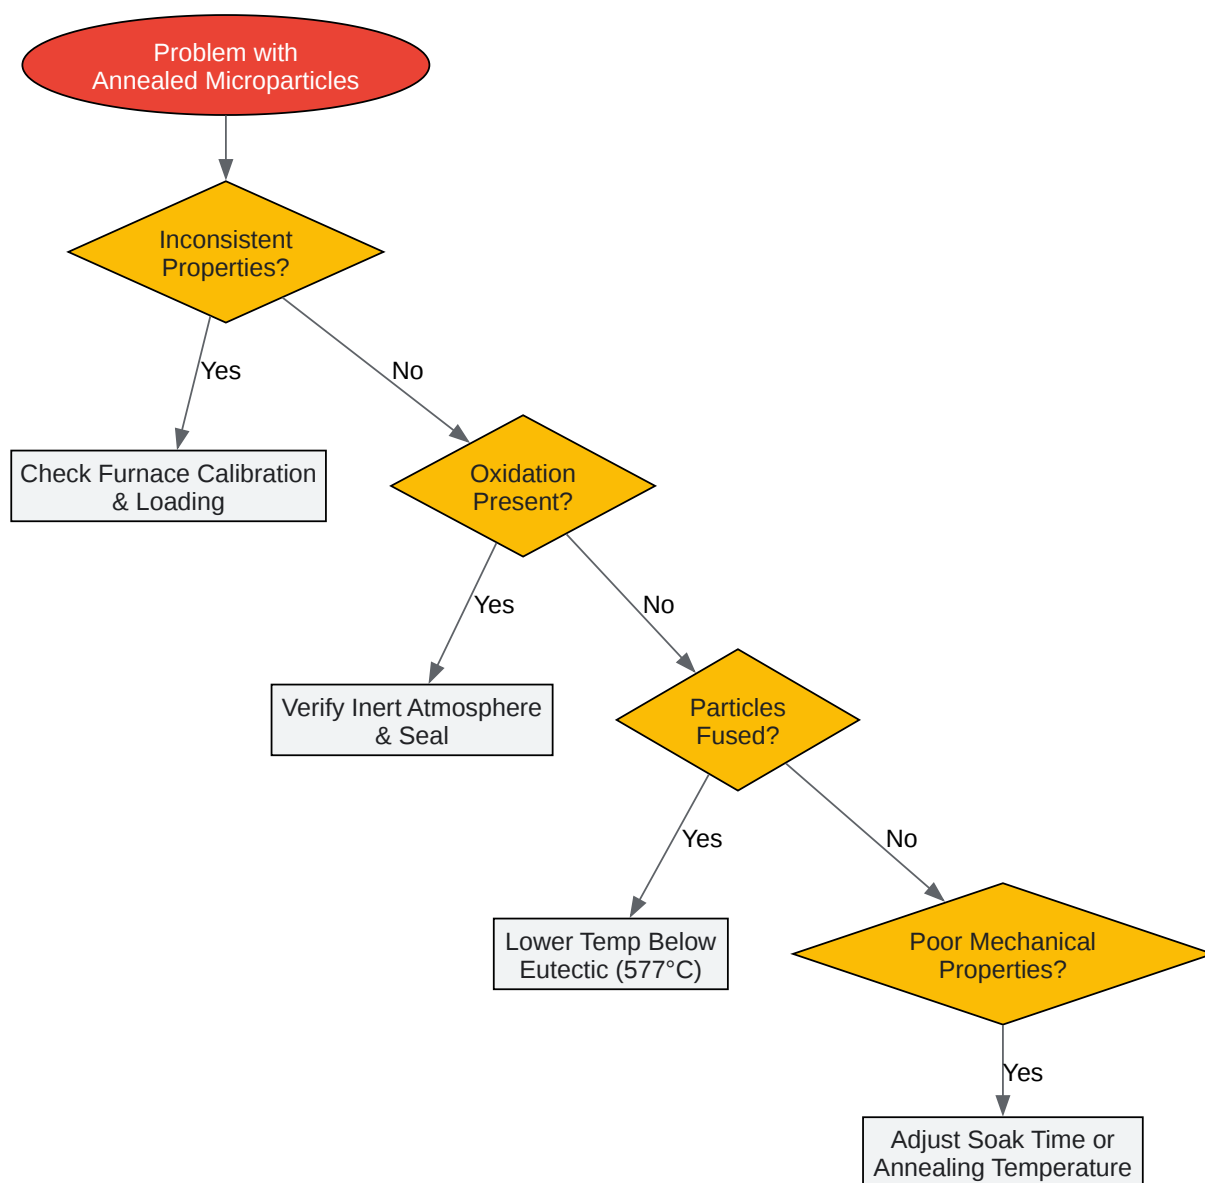 Problem with
Annealed Microparticles
Inconsistent
Properties?
Yes
No
Check Furnace Calibration
& Loading
Oxidation
Present?
Yes
No
Verify Inert Atmosphere
& Seal
Particles
Fused?
Yes
No
Lower Temp Below
Eutectic (577°C)
Poor Mechanical
Properties?
Yes
Adjust Soak Time or
Annealing Temperature